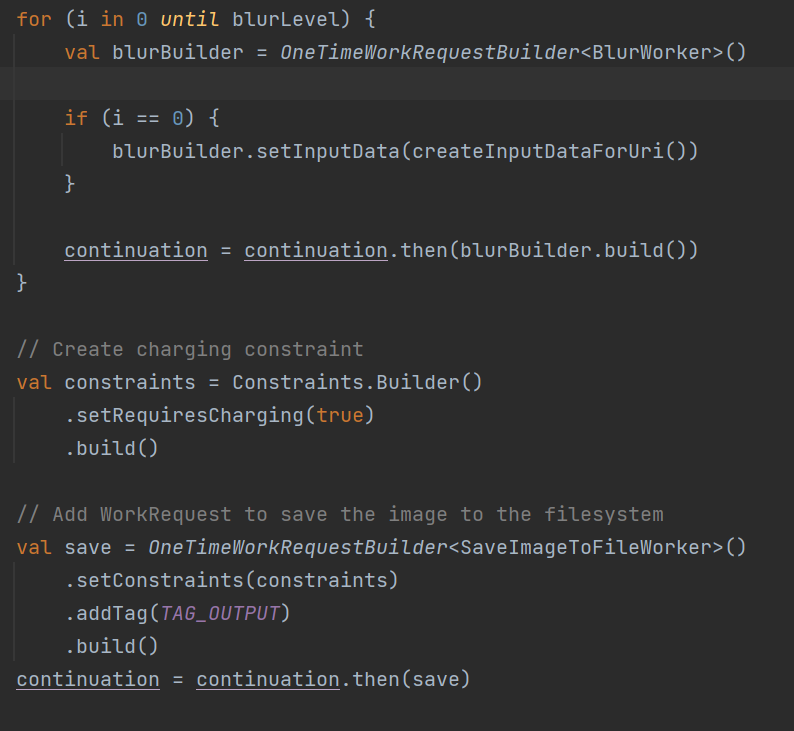 for (i in 0 until blurLevel) {
    val blurBuilder = OneTimeWorkRequestBuilder<BlurWorker>()

    if (i == 0) {
        blurBuilder.setInputData(createInputDataForUri())
    }

    continuation = continuation.then(blurBuilder.build())
}

// Create charging constraint
val constraints = Constraints.Builder()
    .setRequiresCharging(true)
    .build()

// Add WorkRequest to save the image to the filesystem
val save = OneTimeWorkRequestBuilder<SaveImageToFileWorker>()
    .setConstraints(constraints)
    .addTag(TAG_OUTPUT)
    .build()
continuation = continuation.then(save)